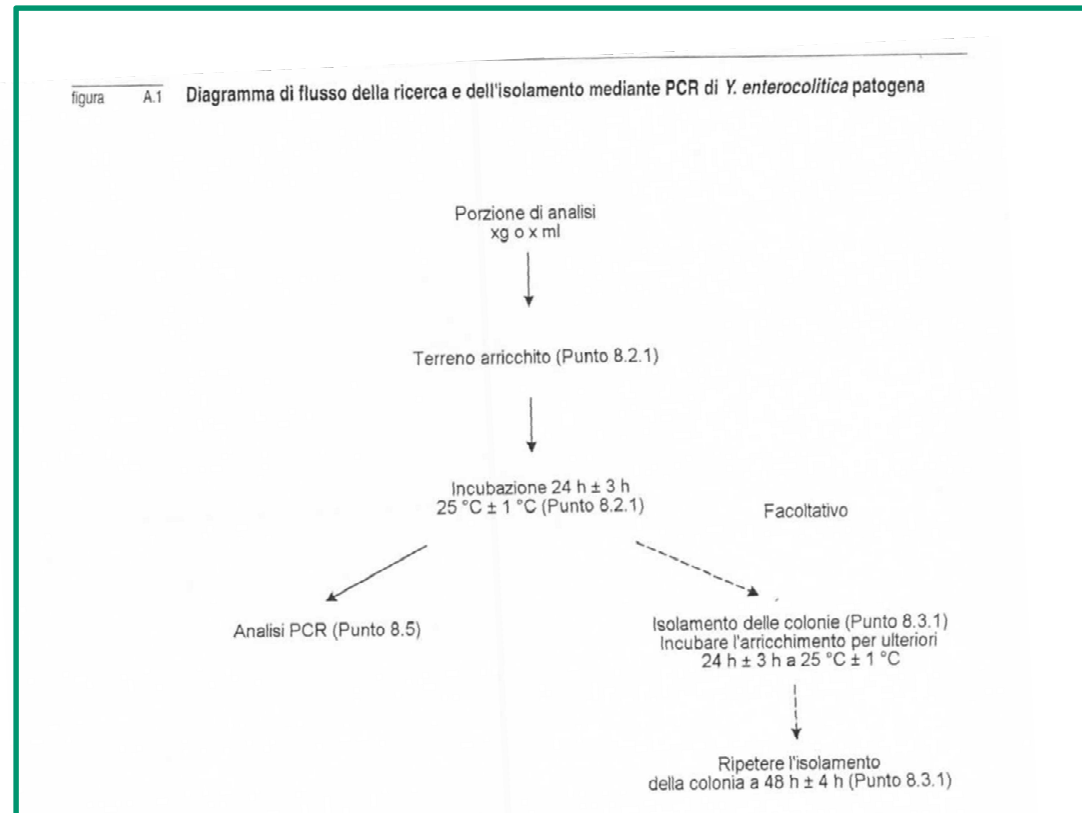 figura A.1 Diagramma di flusso della ricerca e dell'isolamento mediante PCR di Y. enterocolitica patogena
Porzione di analisi
xg o x ml
Terreno arricchito (Punto 8.2.1)
Incubazione 24 h ± 3 h
25 °C ± 1 °C (Punto 8.2.1)
Facoltativo
Analisi PCR (Punto 8.5)
Isolamento delle colonie (Punto 8.3.1)
Incubare l'arricchimento per ulteriori
24 h ± 3 h a 25 °C ± 1 °C
Ripetere l'isolamento
della colonia a 48 h ± 4 h (Punto 8.3.1)